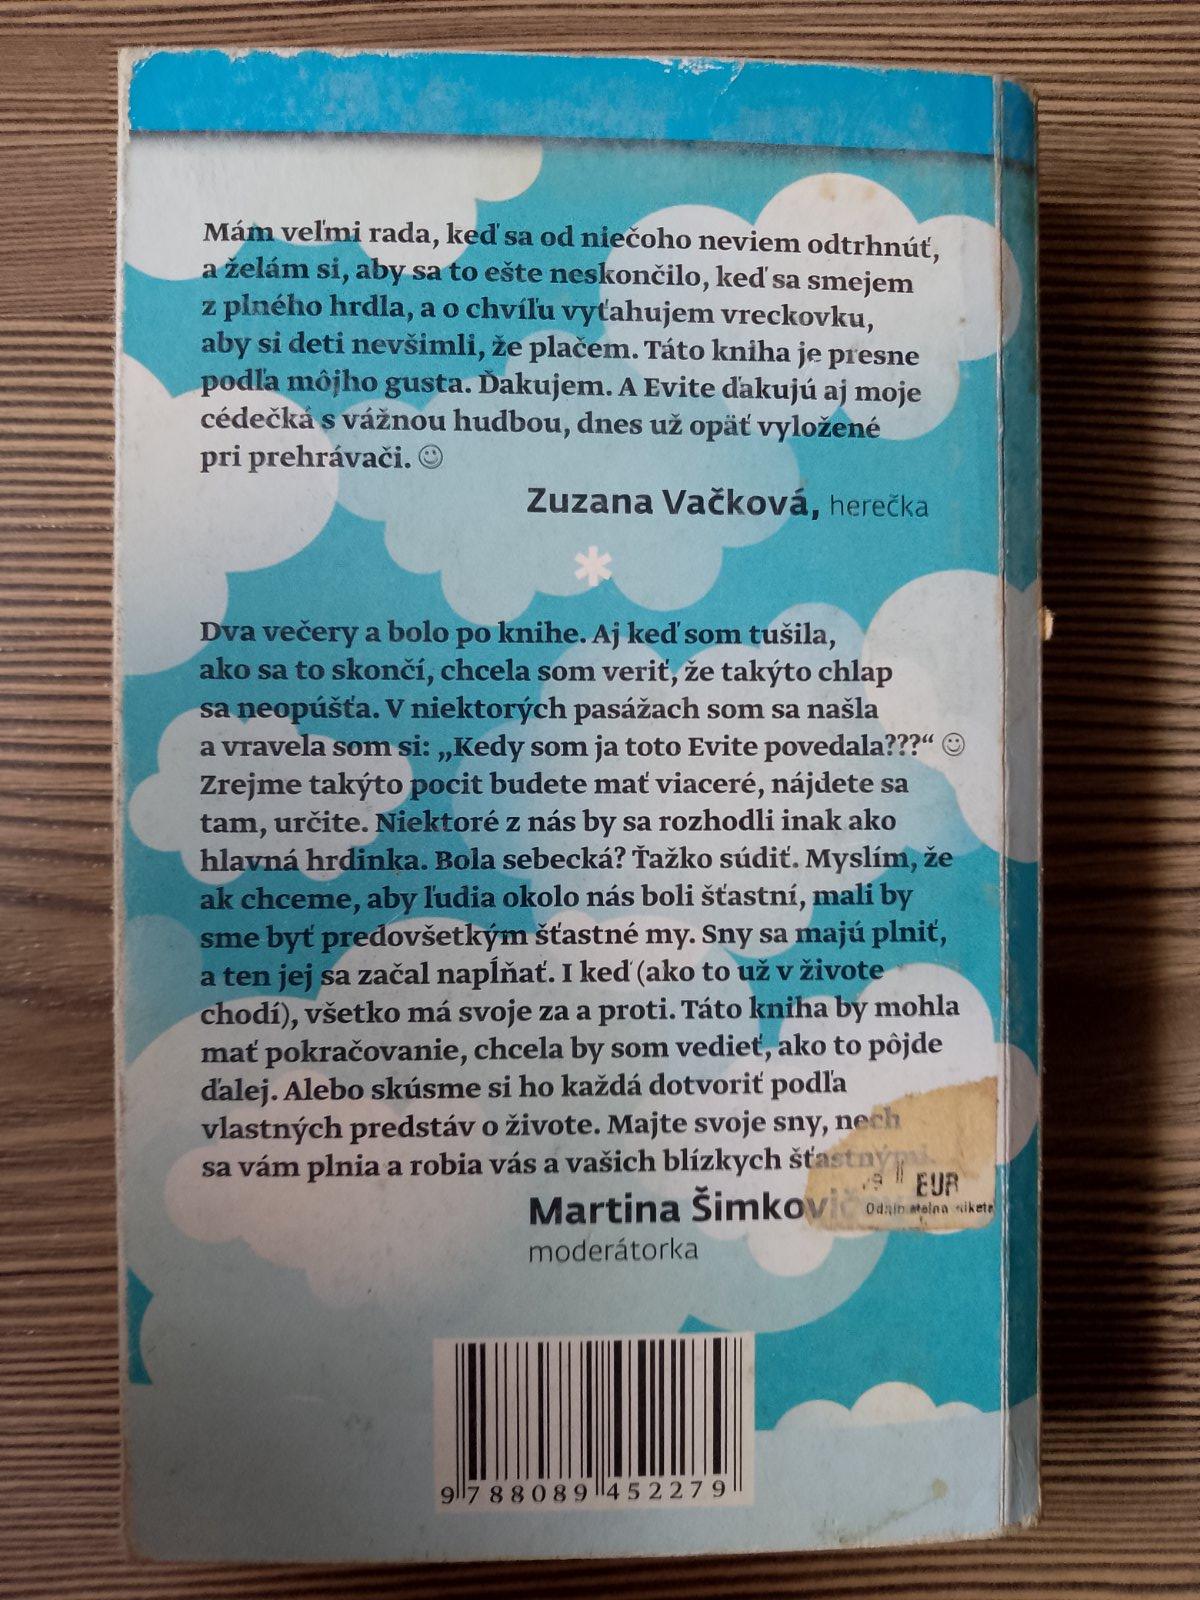 Mám veľmi rada, keď sa od niečoho neviem odtrhnúť,
a želám si, aby sa to ešte neskončilo, keď sa smejem
z plného hrdla, a o chvíľu vyťahujem vreckovku,
aby si deti nevšimli, že plačem. Táto kniha je presne
podľa môjho gusta. Ďakujem. A Evite ďakujú aj moje
cédečká s vážnou hudbou, dnes už opäť vyložené
pri prehrávači. ☺
Zuzana Vačková, herečka
*
Dva večery a bolo po knihe. Aj keď som tušila,
ako sa to skončí, chcela som veriť, že takýto chlap
sa neopúšťa. V niektorých pasážach som sa našla
a vravela som si: „Kedy som ja toto Evite povedala???“ ☺
Zrejme takýto pocit budete mať viaceré, nájdete sa
tam, určite. Niektoré z nás by sa rozhodli inak ako
hlavná hrdinka. Bola sebecká? Ťažko súdiť. Myslím, že
ak chceme, aby ľudia okolo nás boli šťastní, mali by
sme byť predovšetkým šťastné my. Sny sa majú plniť,
a ten jej sa začal napĺňať. I keď (ako to už v živote
chodí), všetko má svoje za a proti. Táto kniha by mohla
mať pokračovanie, chcela by som vedieť, ako to pôjde
ďalej. Alebo skúsme si ho každá dotvoriť podľa
vlastných predstáv o živote. Majte svoje sny, nech
sa vám plnia a robia vás a vašich blízkych šťastnými.
EUR
Martina
moderátorka
9 788089 452279